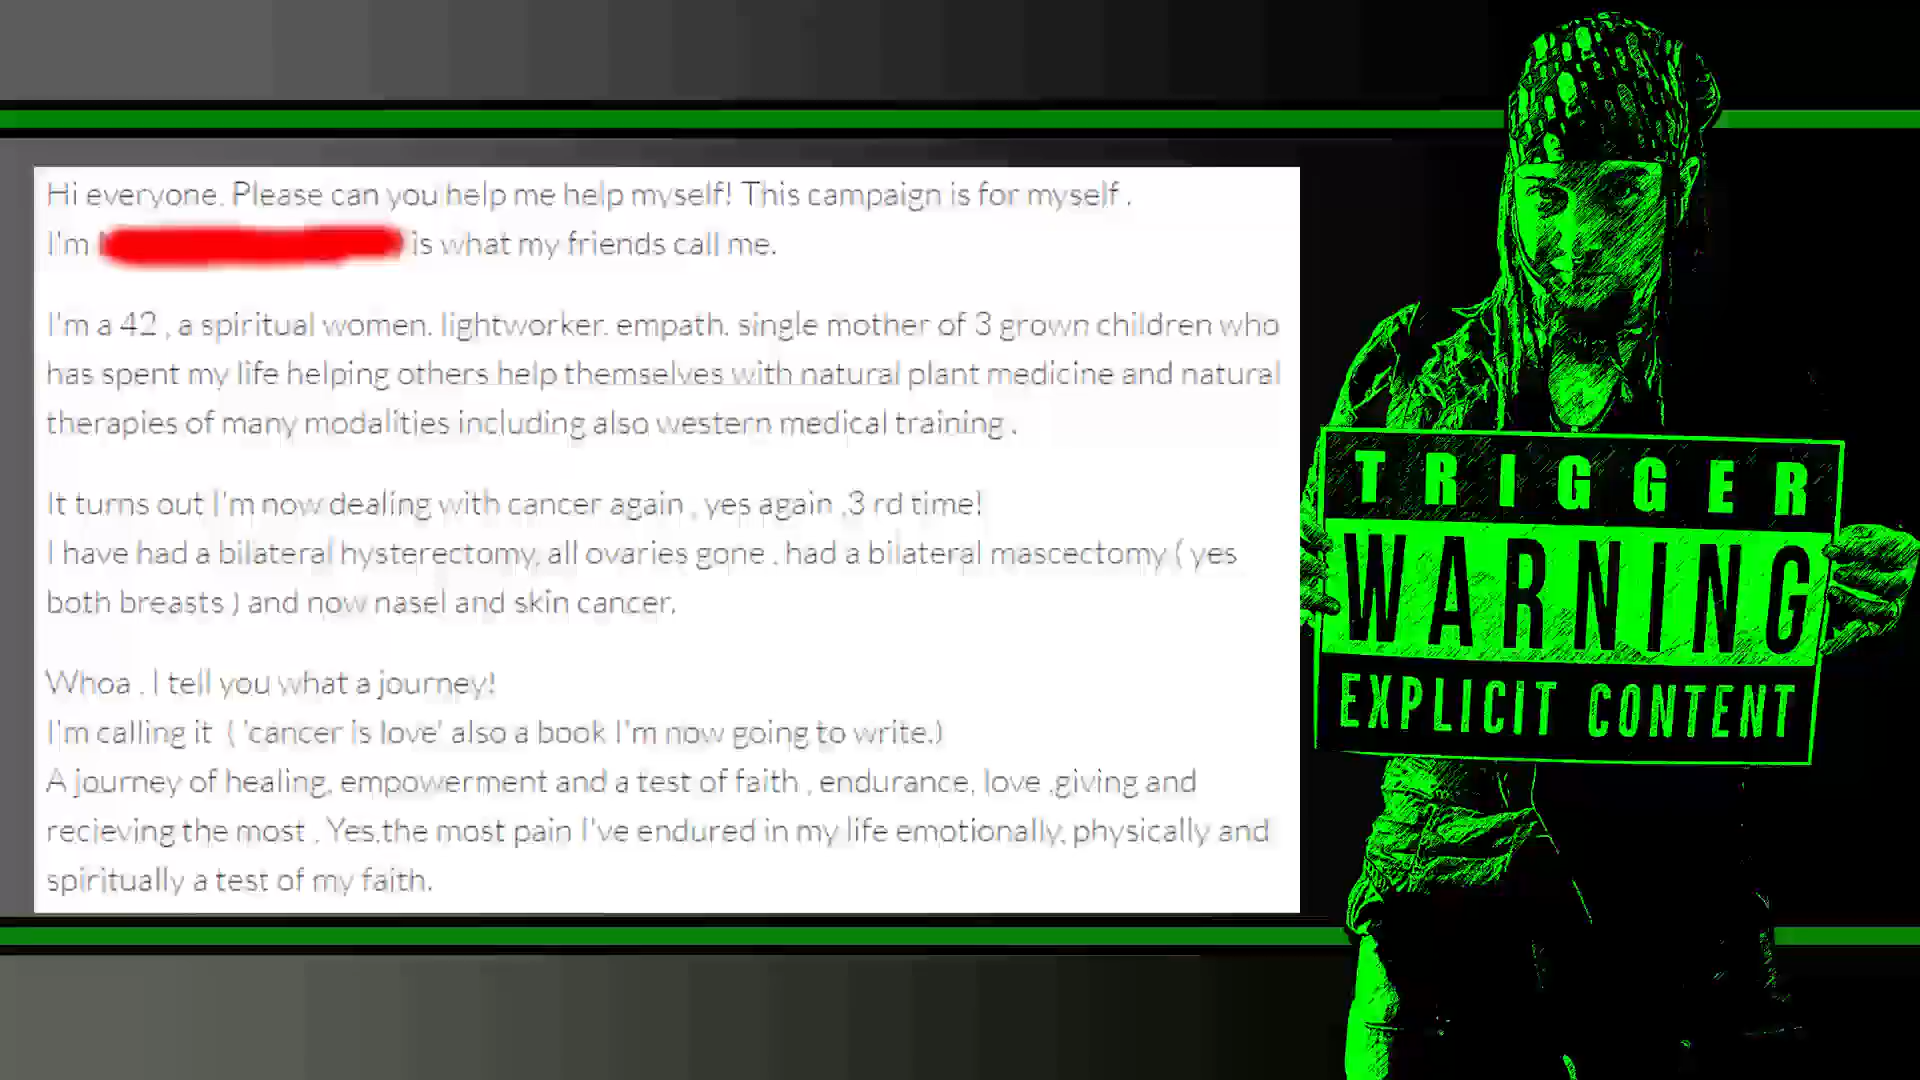 Hi everyone. Please can you help me help myself! This campaign is for myself .
I'm is what my friends call me.
I'm a 42 , a spiritual women. lightworker. empath. single mother of 3 grown children who
has spent my life helping others help themselves with natural plant medicine and natural
therapies of many modalities including also western medical training .
It turns out I'm now dealing with cancer again , yes again ,3 rd time!
I have had a bilateral hysterectomy, all ovaries gone . had a bilateral mascectomy ( yes
both breasts ) and now nasel and skin cancer.
Whoa . I tell you what a journey!
I'm calling it ( 'cancer is love' also a book I'm now going to write.)
A journey of healing, empowerment and a test of faith , endurance, love ,giving and
recieving the most . Yes,the most pain I've endured in my life emotionally, physically and
spiritually a test of my faith.
TRIGGER
WARNING
EXPLICIT CONTENT